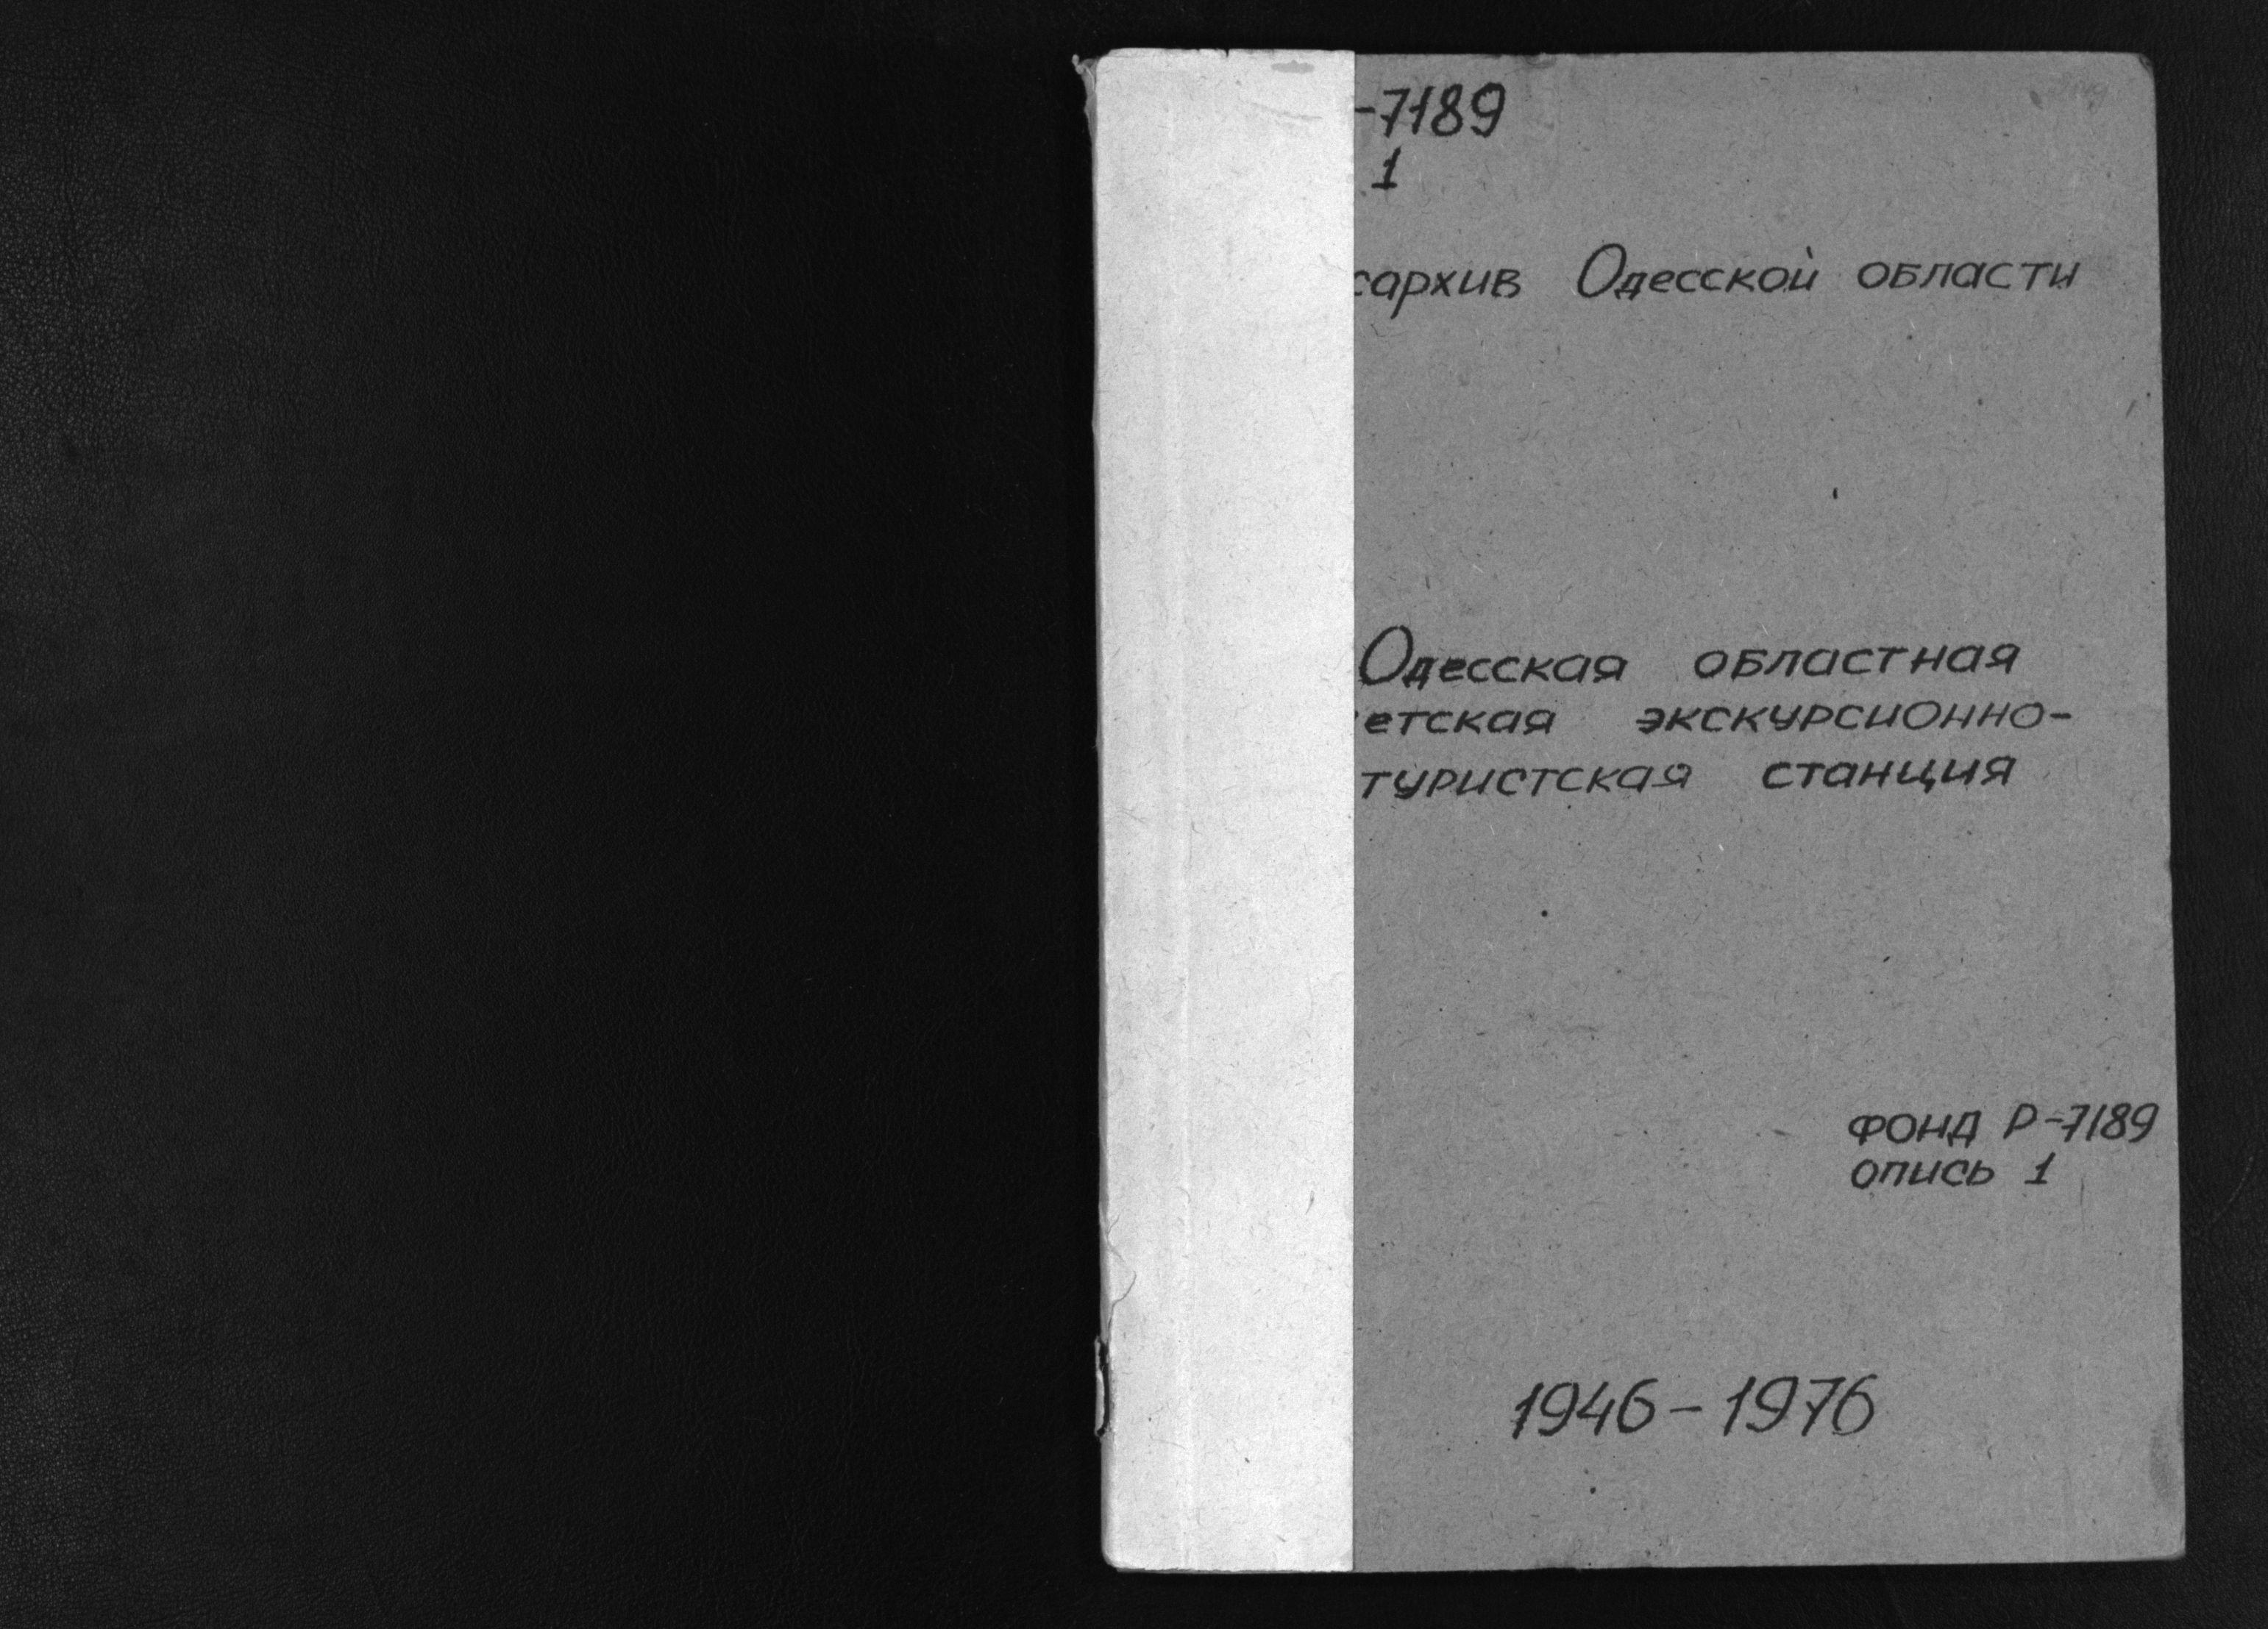 -7189
1
сархив Одесской области
Одесская областная
етская экскурсионно-
туристская станция
фонд Р-7189
опись 1
1946-1976